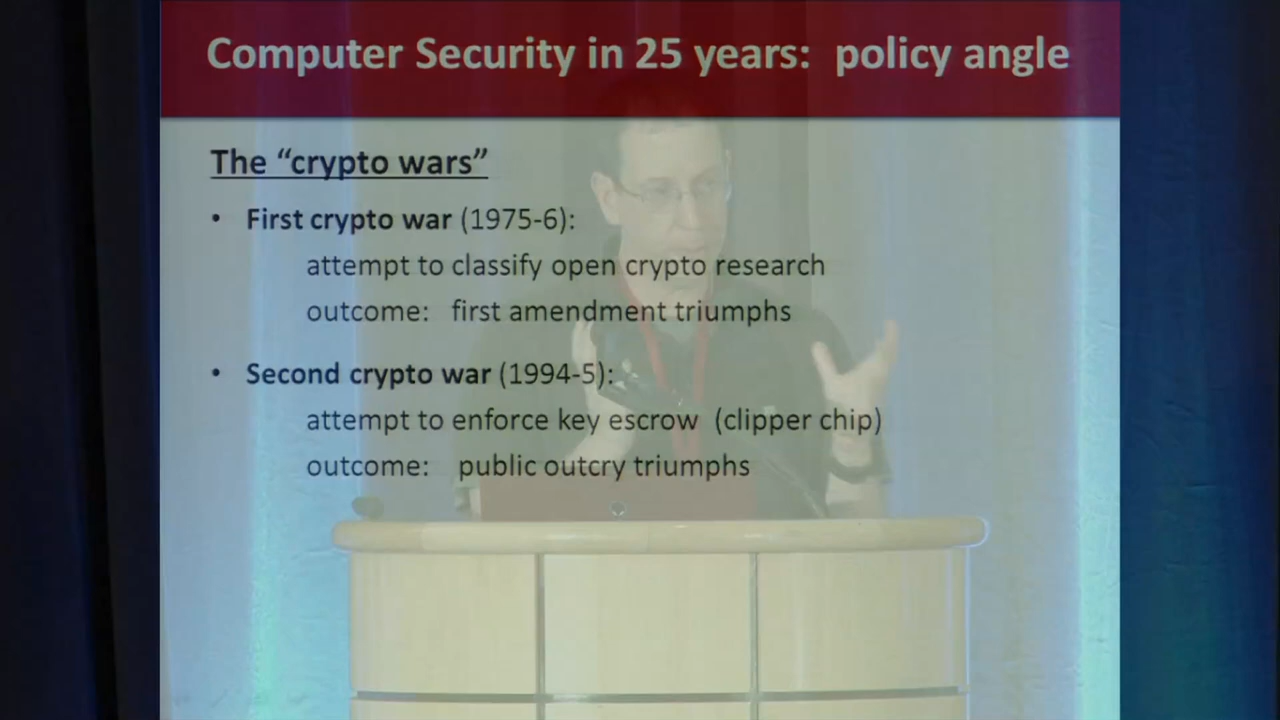 Computer Security in 25 years: policy angle
The “crypto wars”
• First crypto war (1975-6):
attempt to classify open crypto research
outcome: first amendment triumphs
• Second crypto war (1994-5):
attempt to enforce key escrow (clipper chip)
outcome: public outcry triumphs